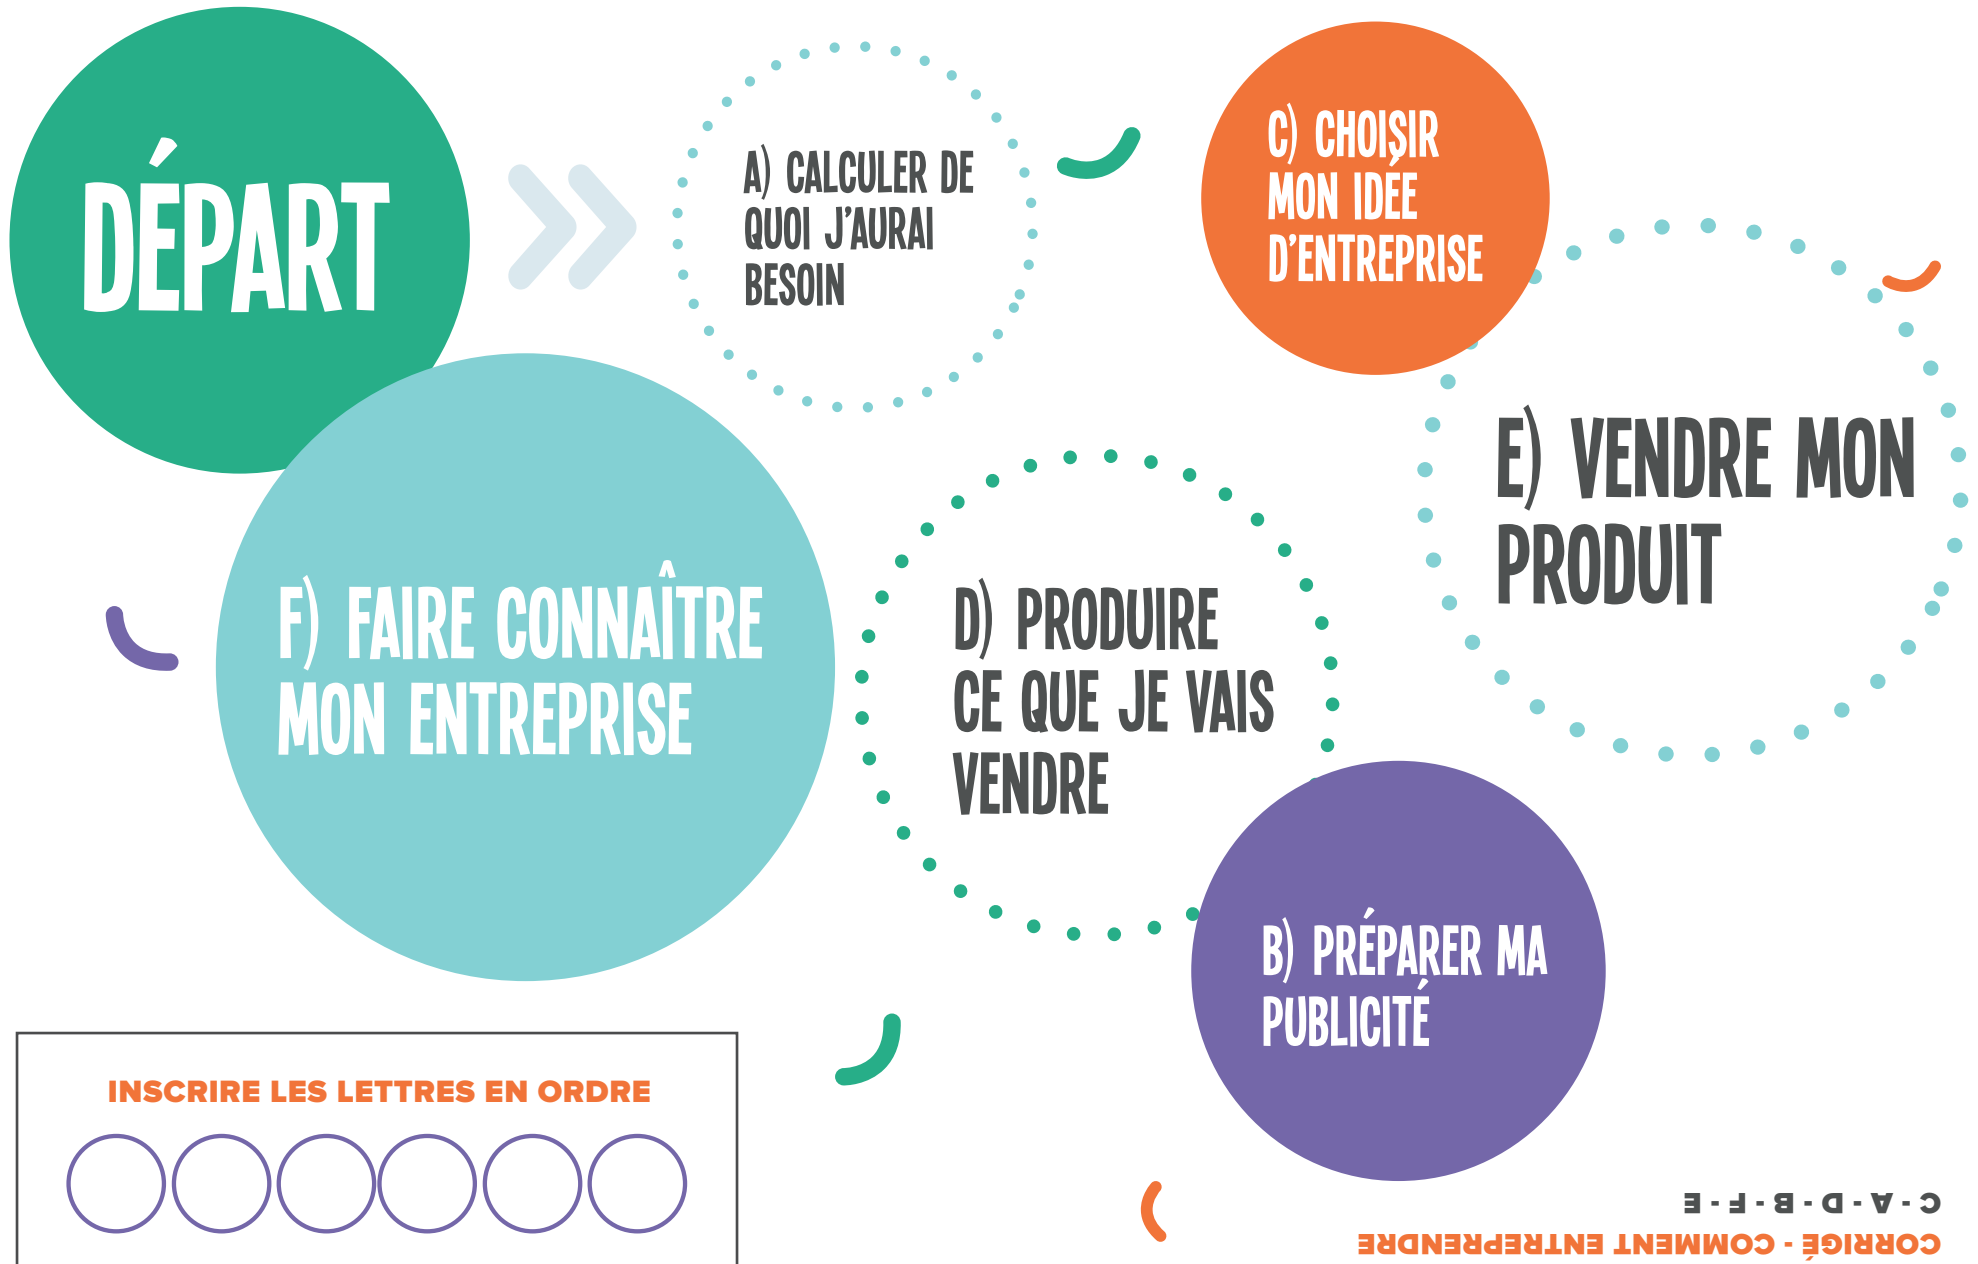 DÉPART
A) CALCULER DE
QUOI J'AURAI
BESOIN
C) CHOISIR
MON IDÉE
D'ENTREPRISE
E) VENDRE MON
PRODUIT
F) FAIRE CONNAÎTRE
MON ENTREPRISE
D) PRODUIRE
CE QUE JE VAIS
VENDRE
B) PRÉPARER MA
PUBLICITÉ
INSCRIRE LES LETTRES EN ORDRE
CORRIGÉ - COMMENT ENTREPRENDRE
C - A - D - B - F - E